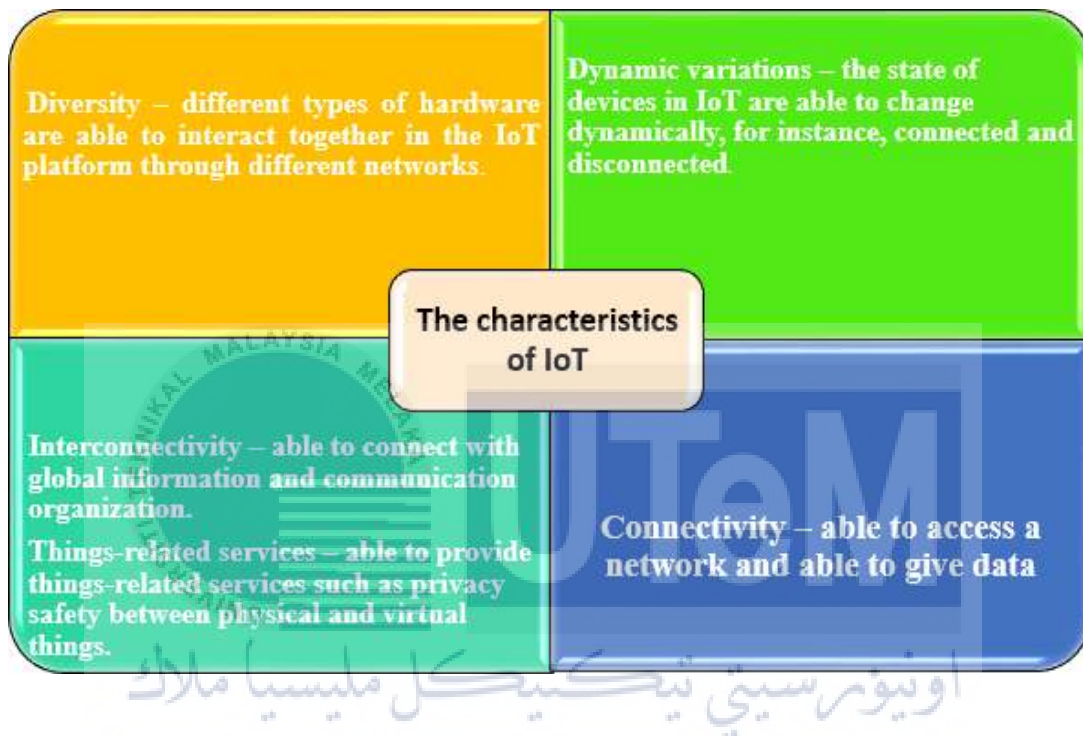 Diversity – different types of hardware
are able to interact together in the IoT
platform through different networks.
Dynamic variations – the state of
devices in IoT are able to change
dynamically, for instance, connected and
disconnected.
The characteristics
of IoT
Interconnectivity – able to connect with
global information and communication
organization.
Things-related services – able to provide
things-related services such as privacy
safety between physical and virtual
things.
Connectivity – able to access a
network and able to give data
UTeM
اونيۏرسيتي تيكنيكل مليسيا ملاك